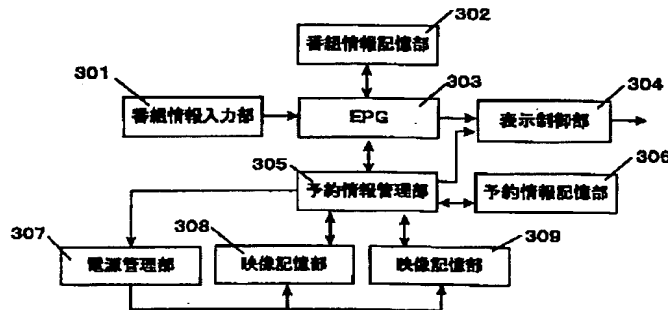 302
番組情報記憶部
301
303
304
番組情報入力部
EPG
表示制御部
305
306
予約情報管理部
予約情報記憶部
307
308
309
電源管理部
映像記憶部
映像記憶部